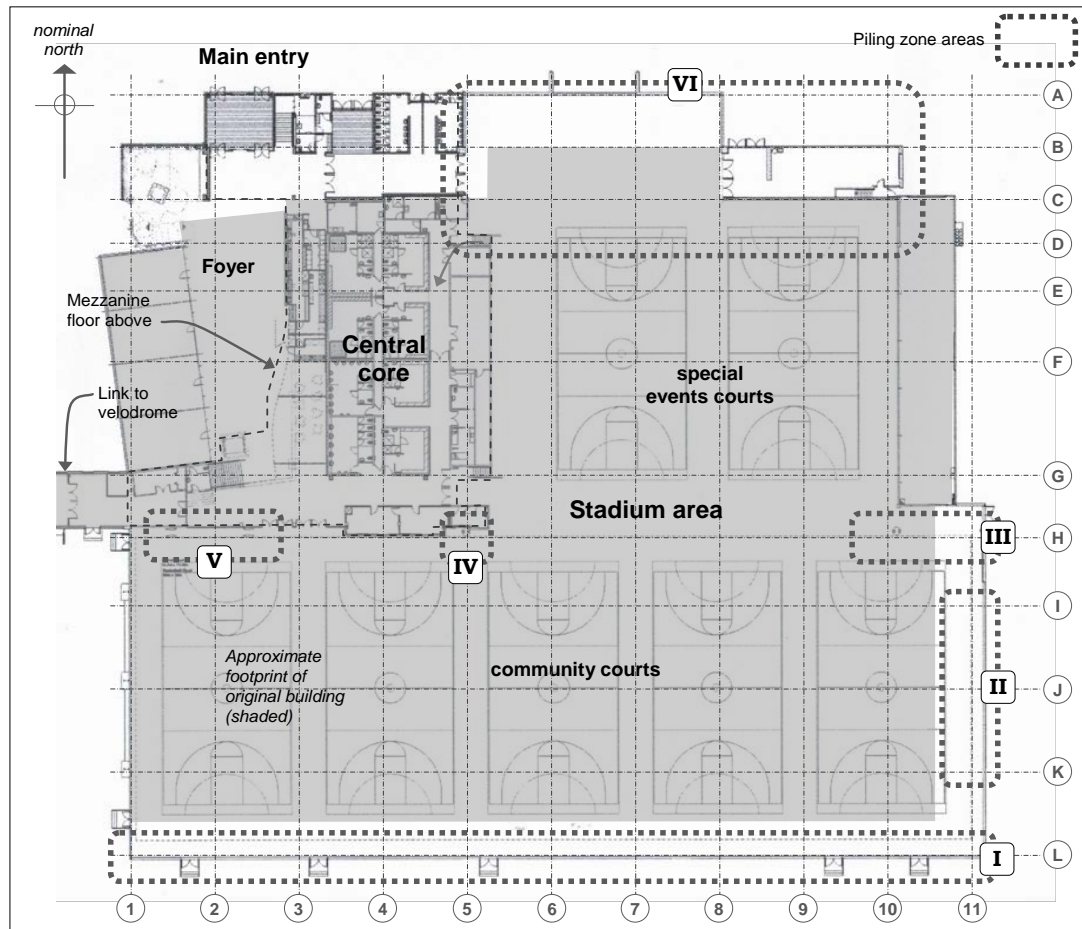 nominal
north
Main entry
Piling zone areas
VI
A
B
C
D
E
F
G
H
I
J
K
L
Foyer
Mezzanine
floor above
Central
core
special
events courts
Link to
velodrome
Stadium area
III
V
IV
Approximate
footprint of
original building
(shaded)
community courts
II
I
1
2
3
4
5
6
7
8
9
10
11